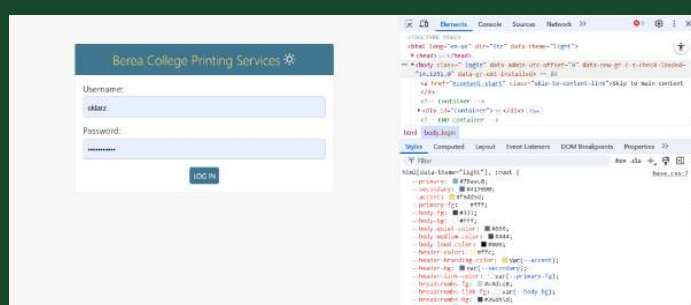 Berea College Printing Services
Username:
sklarz
Password:
LOG IN
Elements Console Sources Network
<!DOCTYPE html>
<html lang="en-us" dir="ltr" data-theme="light">
<head> </head>
<body class=" login" data-admin-utc-offset="0" data-new-gr-c-s-check-loaded=
"14.1251.0" data-gr-ext-installed> == $0
<a href="#content-start" class="skip-to-content-link">Skip to main content
</a>
<!-- Container -->
<div id="container"> </div>
<!-- END Container -->
html body.login
Styles Computed Layout Event Listeners DOM Breakpoints Properties
Filter :hov .cls
html[data-theme="light"], :root { base.css:7
--primary: #79aec8;
--secondary: #417690;
--accent: #f5dd5d;
--primary-fg: #fff;
--body-fg: #333;
--body-bg: #fff;
--body-quiet-color: #666;
--body-medium-color: #444;
--body-loud-color: #000;
--header-color: #ffc;
--header-branding-color: var(--accent);
--header-bg: var(--secondary);
--header-link-color: var(--primary-fg);
--breadcrumbs-fg: #c4dce8;
--breadcrumbs-link-fg: var(--body-bg);